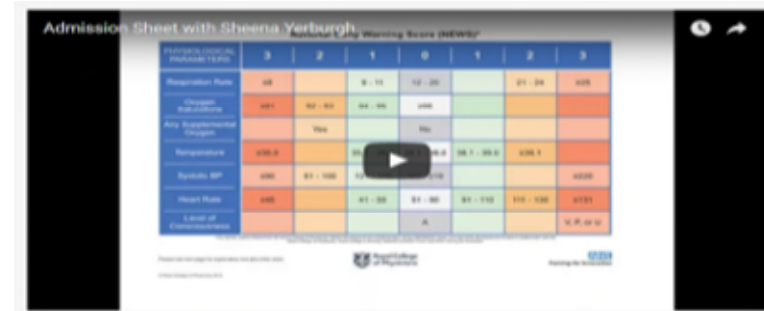 Admission Sheet with Sheena Yerburgh
Early Warning Score (NEWS)*
PHYSIOLOGICAL PARAMETERS 3 2 1 0 1 2 3
Respiration Rate ≤8 9 - 11 12 - 20 21 - 24 ≥25
Oxygen Saturations ≤91 92 - 93 94 - 95 ≥96
Any Supplemental Oxygen Yes No
Temperature ≤35.0 38.1 - 39.0 ≥39.1
Systolic BP ≤90 91 - 100 ≥220
Heart Rate ≤40 41 - 50 51 - 90 91 - 110 111 - 130 ≥131
Level of Consciousness A V, P, or U
Royal College of Physicians
NHS
Training for Innovation